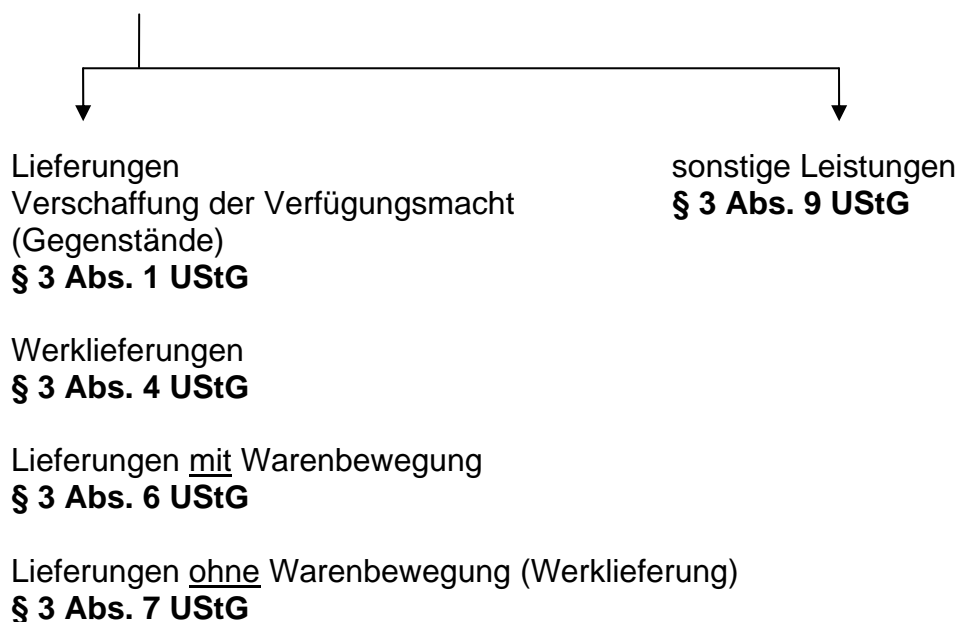 Lieferungen
Verschaffung der Verfügungsmacht
(Gegenstände)
§ 3 Abs. 1 UStG
sonstige Leistungen
§ 3 Abs. 9 UStG
Werklieferungen
§ 3 Abs. 4 UStG
Lieferungen mit Warenbewegung
§ 3 Abs. 6 UStG
Lieferungen ohne Warenbewegung (Werklieferung)
§ 3 Abs. 7 UStG